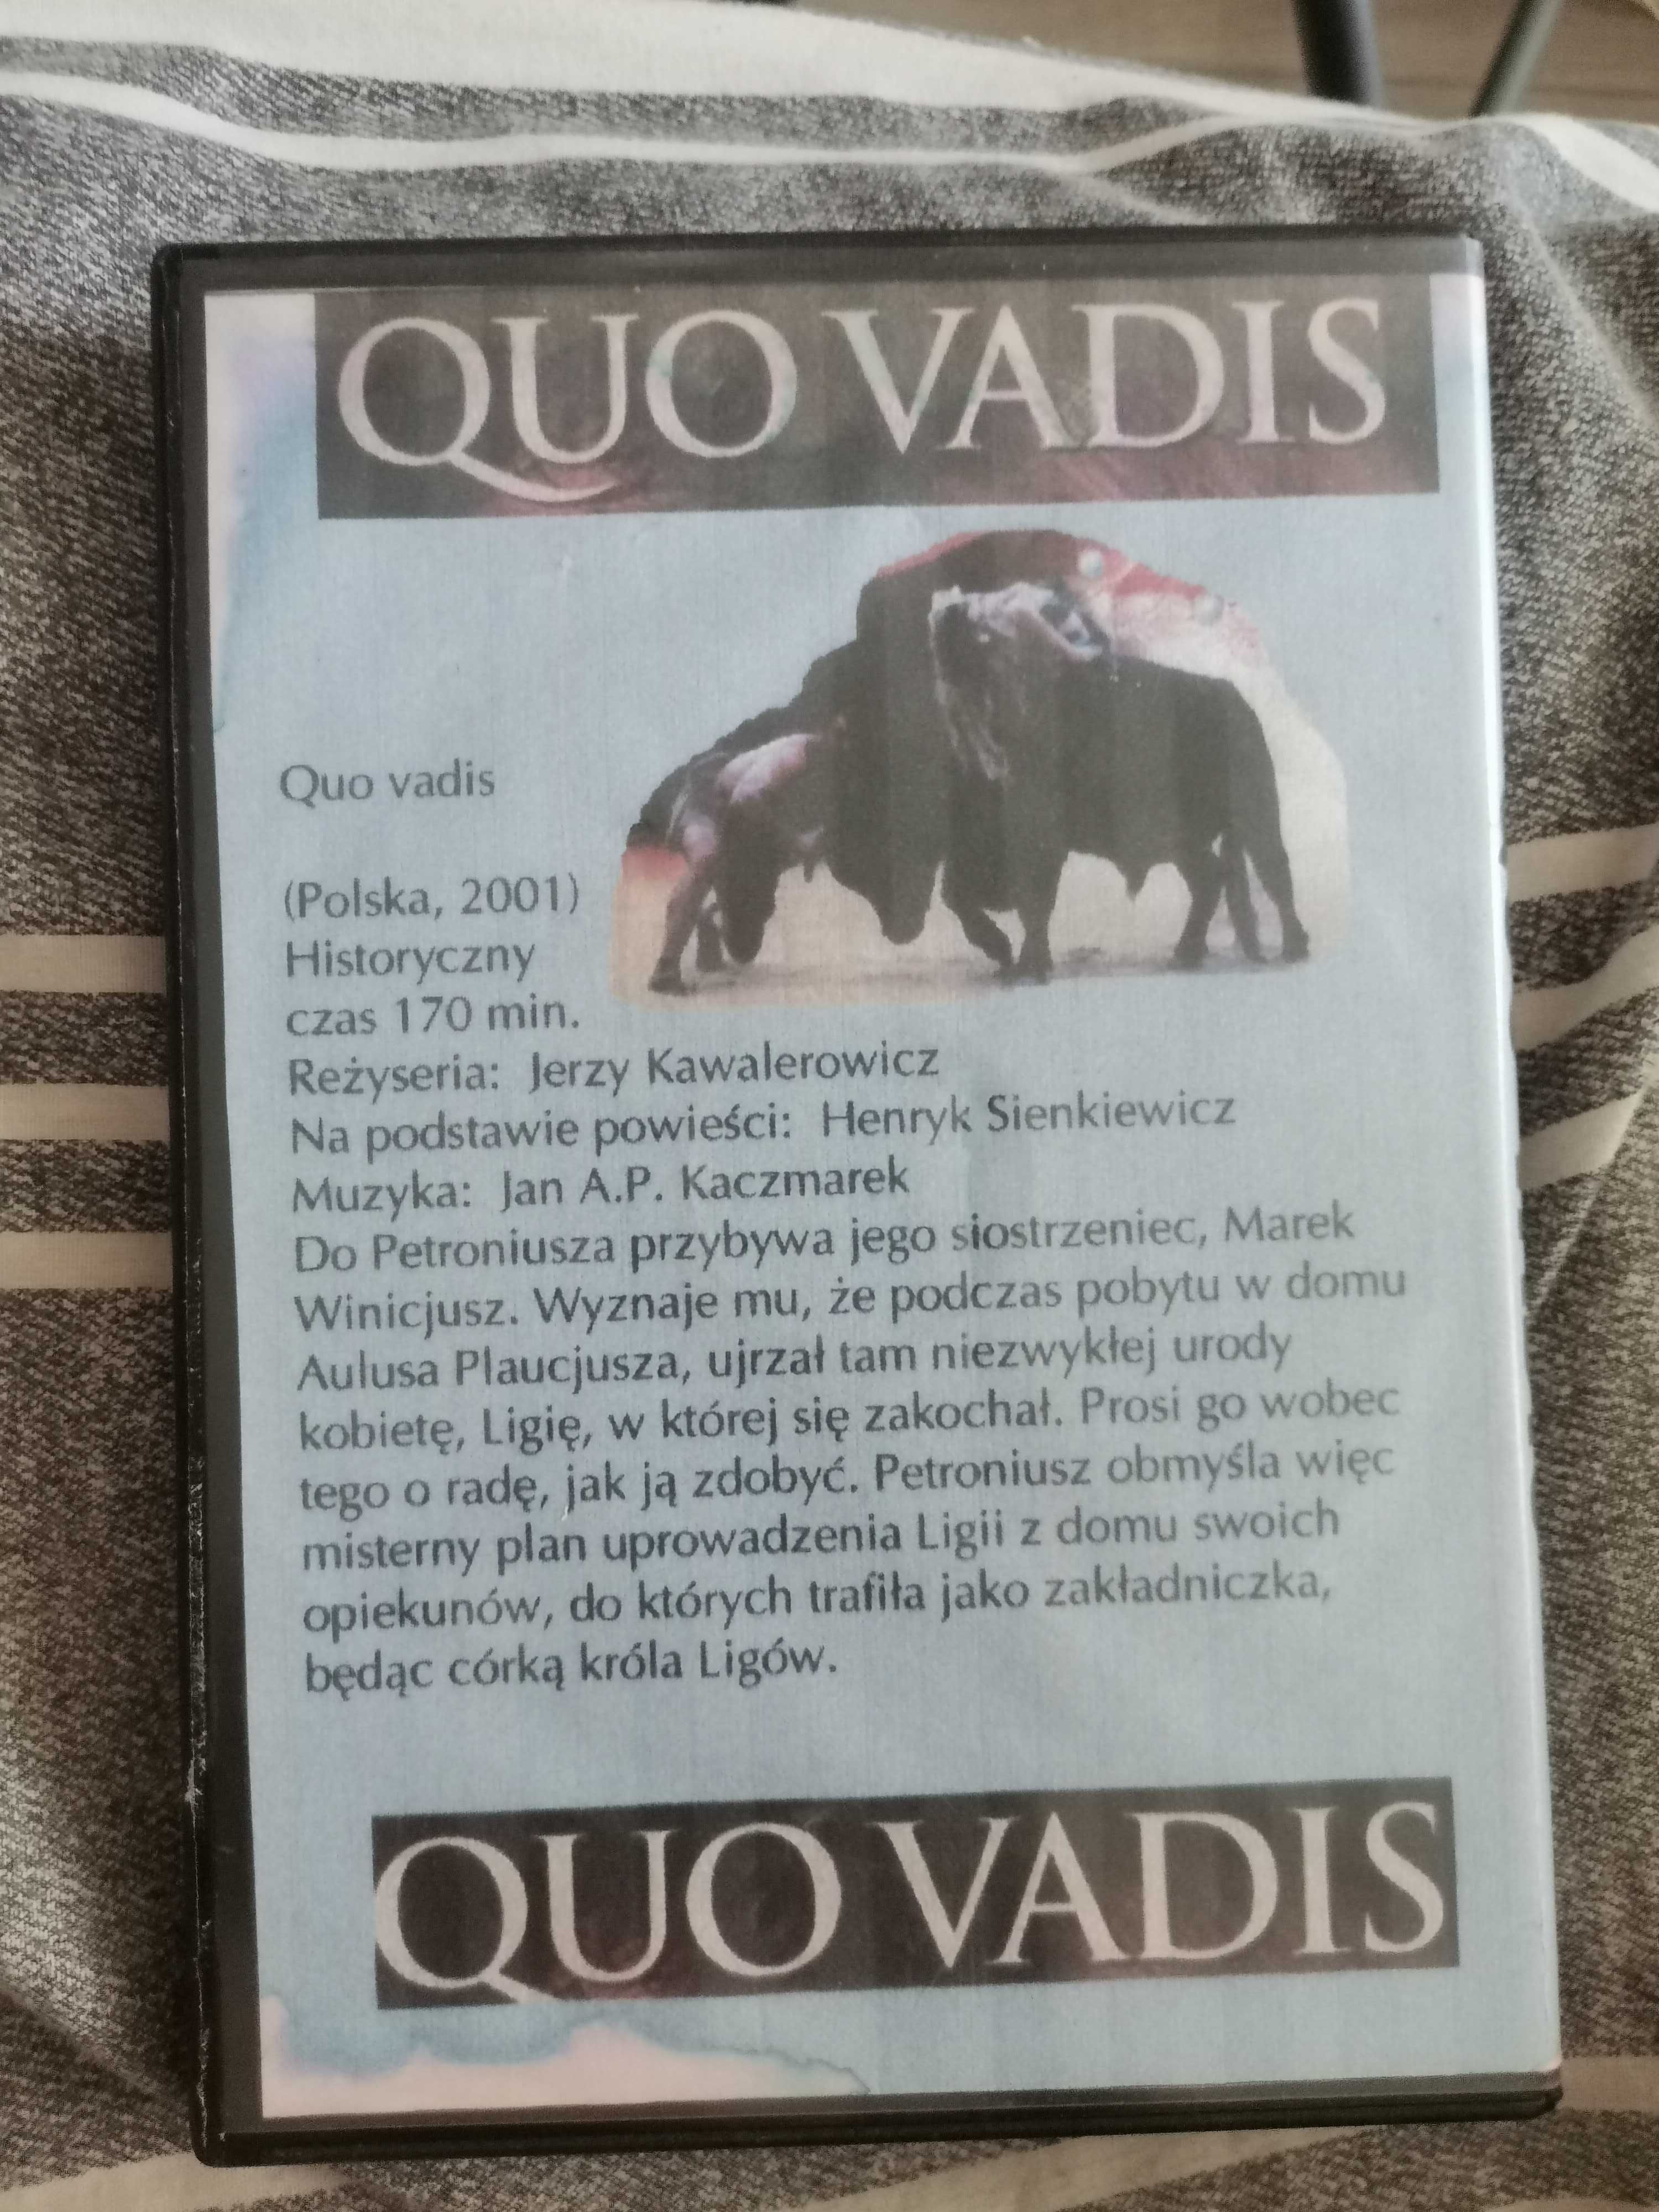 QUO VADIS
Quo vadis
(Polska, 2001)
Historyczny
czas 170 min.
Reżyseria: Jerzy Kawalerowicz
Na podstawie powieści: Henryk Sienkiewicz
Muzyka: Jan A.P. Kaczmarek
Do Petroniusza przybywa jego siostrzeniec, Marek
Winicjusz. Wyznaje mu, że podczas pobytu w domu
Aulusa Plaucjusza, ujrzał tam niezwykłej urody
kobietę, Ligię, w której się zakochał. Prosi go wobec
tego o radę, jak ją zdobyć. Petroniusz obmyśla więc
misterny plan uprowadzenia Ligii z domu swoich
opiekunów, do których trafiła jako zakładniczka,
będąc córką króla Ligów.
QUO VADIS